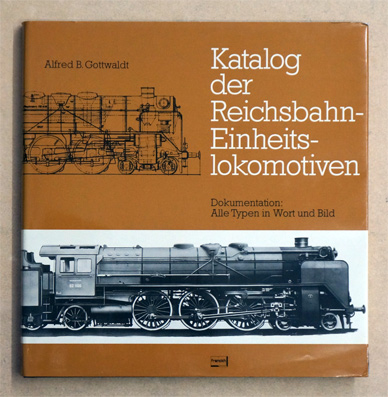 Alfred B. Gottwaldt
Katalog
der
Reichsbahn-
Einheits-
lokomotiven
Dokumentation:
Alle Typen in Wort und Bild